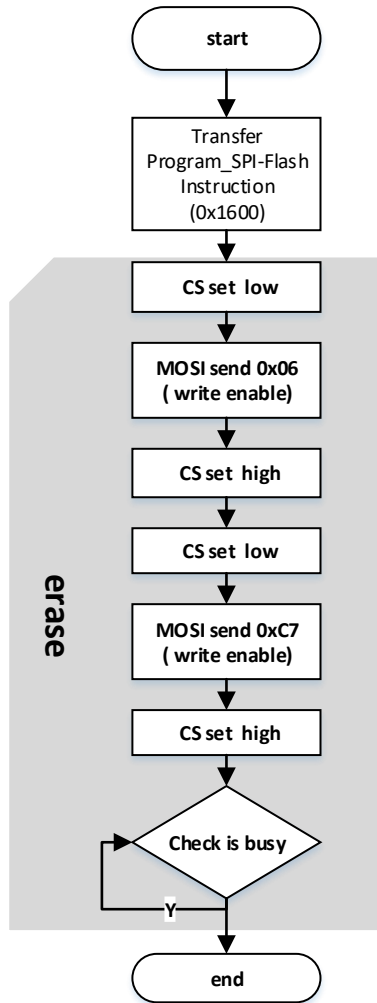 start
Transfer
Program_SPI-Flash
Instruction
(0x1600)
CS set low
MOSI send 0x06
( write enable)
CS set high
CS set low
erase
MOSI send 0xC7
( write enable)
CS set high
Check is busy
Y
end